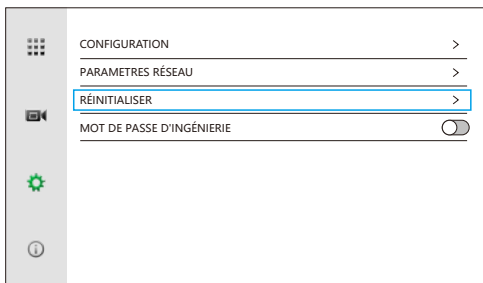 CONFIGURATION
PARAMETRES RÉSEAU
RÉINITIALISER
MOT DE PASSE D'INGÉNIERIE